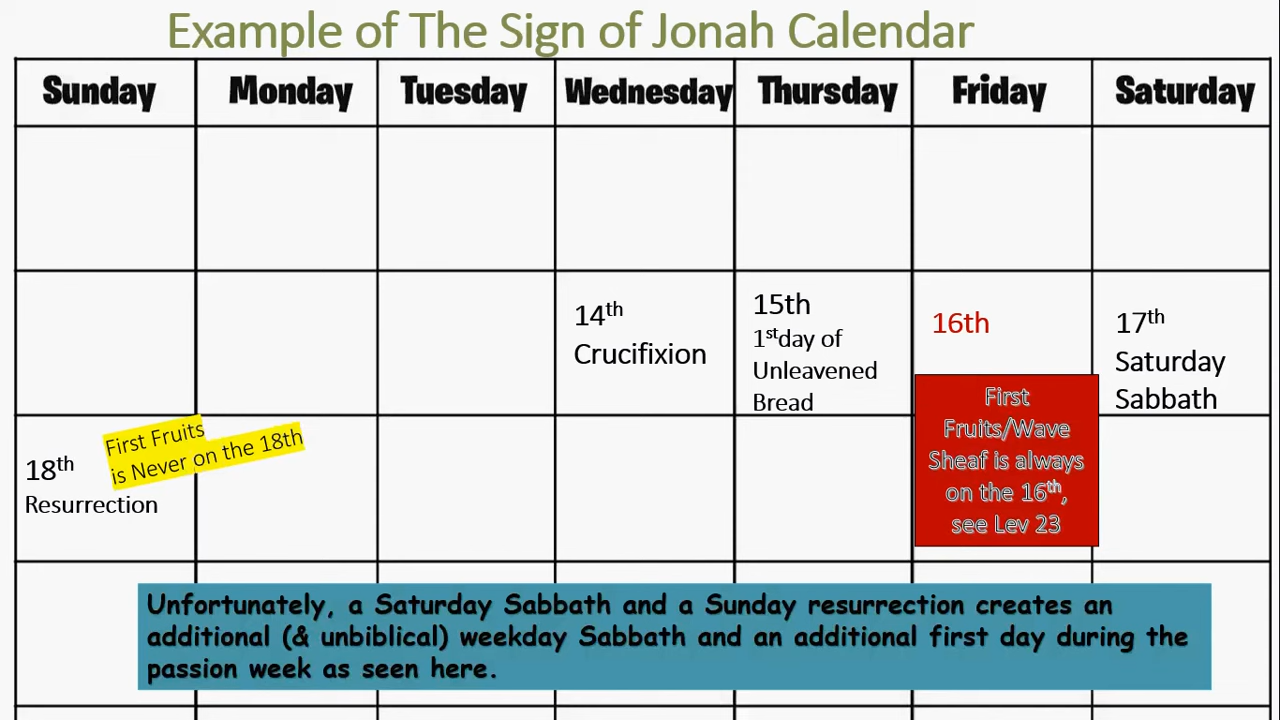 Example of The Sign of Jonah Calendar
Sunday Monday Tuesday Wednesday Thursday Friday Saturday
14th
Crucifixion
15th
1st day of
Unleavened
Bread
16th
First
Fruits/Wave
Sheaf is always
on the 16th,
see Lev 23
17th
Saturday
Sabbath
18th
Resurrection
First Fruits
is Never on the 18th
Unfortunately, a Saturday Sabbath and a Sunday resurrection creates an
additional (& unbiblical) weekday Sabbath and an additional first day during the
passion week as seen here.